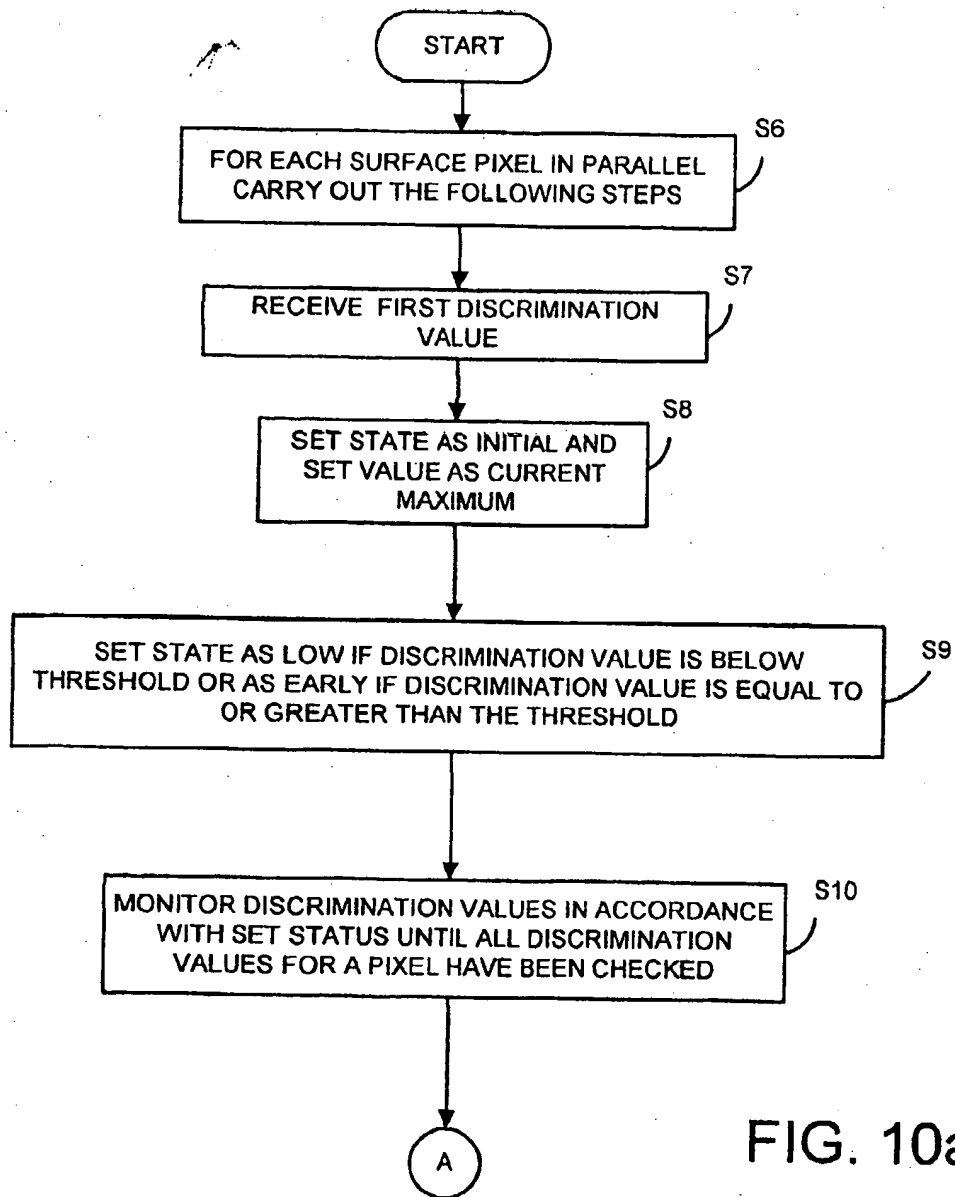 START
S6
FOR EACH SURFACE PIXEL IN PARALLEL
CARRY OUT THE FOLLOWING STEPS
S7
RECEIVE FIRST DISCRIMINATION
VALUE
S8
SET STATE AS INITIAL AND
SET VALUE AS CURRENT
MAXIMUM
S9
SET STATE AS LOW IF DISCRIMINATION VALUE IS BELOW
THRESHOLD OR AS EARLY IF DISCRIMINATION VALUE IS EQUAL TO
OR GREATER THAN THE THRESHOLD
S10
MONITOR DISCRIMINATION VALUES IN ACCORDANCE
WITH SET STATUS UNTIL ALL DISCRIMINATION
VALUES FOR A PIXEL HAVE BEEN CHECKED
A
FIG. 10a